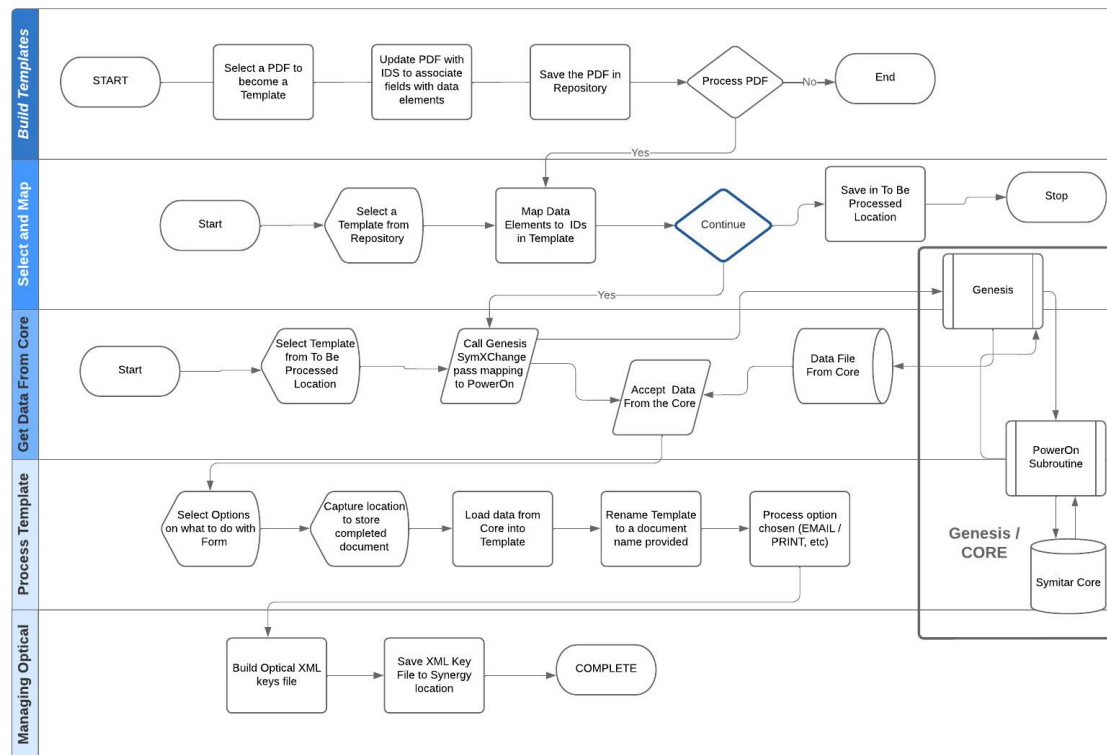 Build Templates
START
Select a PDF to
become a
Template
Update PDF with
IDS to associate
fields with data
elements
Save the PDF in
Repository
Process PDF
No
End
Yes
Select and Map
Start
Select a
Template from
Repository
Map Data
Elements to IDs
in Template
Continue
Save in To Be
Processed
Location
Stop
Yes
Genesis
Get Data From Core
Start
Select Template
from To Be
Processed
Location
Call Genesis
SymXChange
pass mapping
to PowerOn
Accept Data
From the Core
Data File
From Core
PowerOn
Subroutine
Process Template
Select Options
on what to do with
Form
Capture location
to store
completed
document
Load data from
Core into
Template
Rename Template
to a document
name provided
Process option
chosen (EMAIL /
PRINT, etc)
Genesis /
CORE
Symitar Core
Managing Optical
Build Optical XML
keys file
Save XML Key
File to Synergy
location
COMPLETE